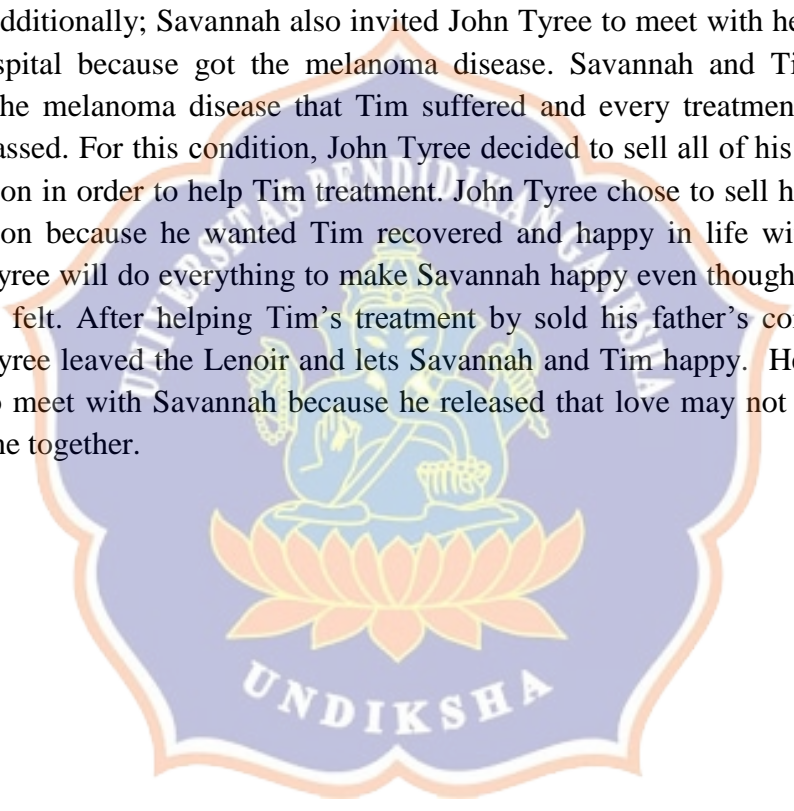 dditionally; Savannah also invited John Tyree to meet with he
spital because got the melanoma disease. Savannah and Ti
he melanoma disease that Tim suffered and every treatmen
assed. For this condition, John Tyree decided to sell all of his
on in order to help Tim treatment. John Tyree chose to sell h
on because he wanted Tim recovered and happy in life wi
yree will do everything to make Savannah happy even though
felt. After helping Tim's treatment by sold his father's co
yree leaved the Lenoir and lets Savannah and Tim happy. He
o meet with Savannah because he released that love may not
ne together.
UNIVERSITAS PENDIDIKAN GANESHA
UNDIKSHA